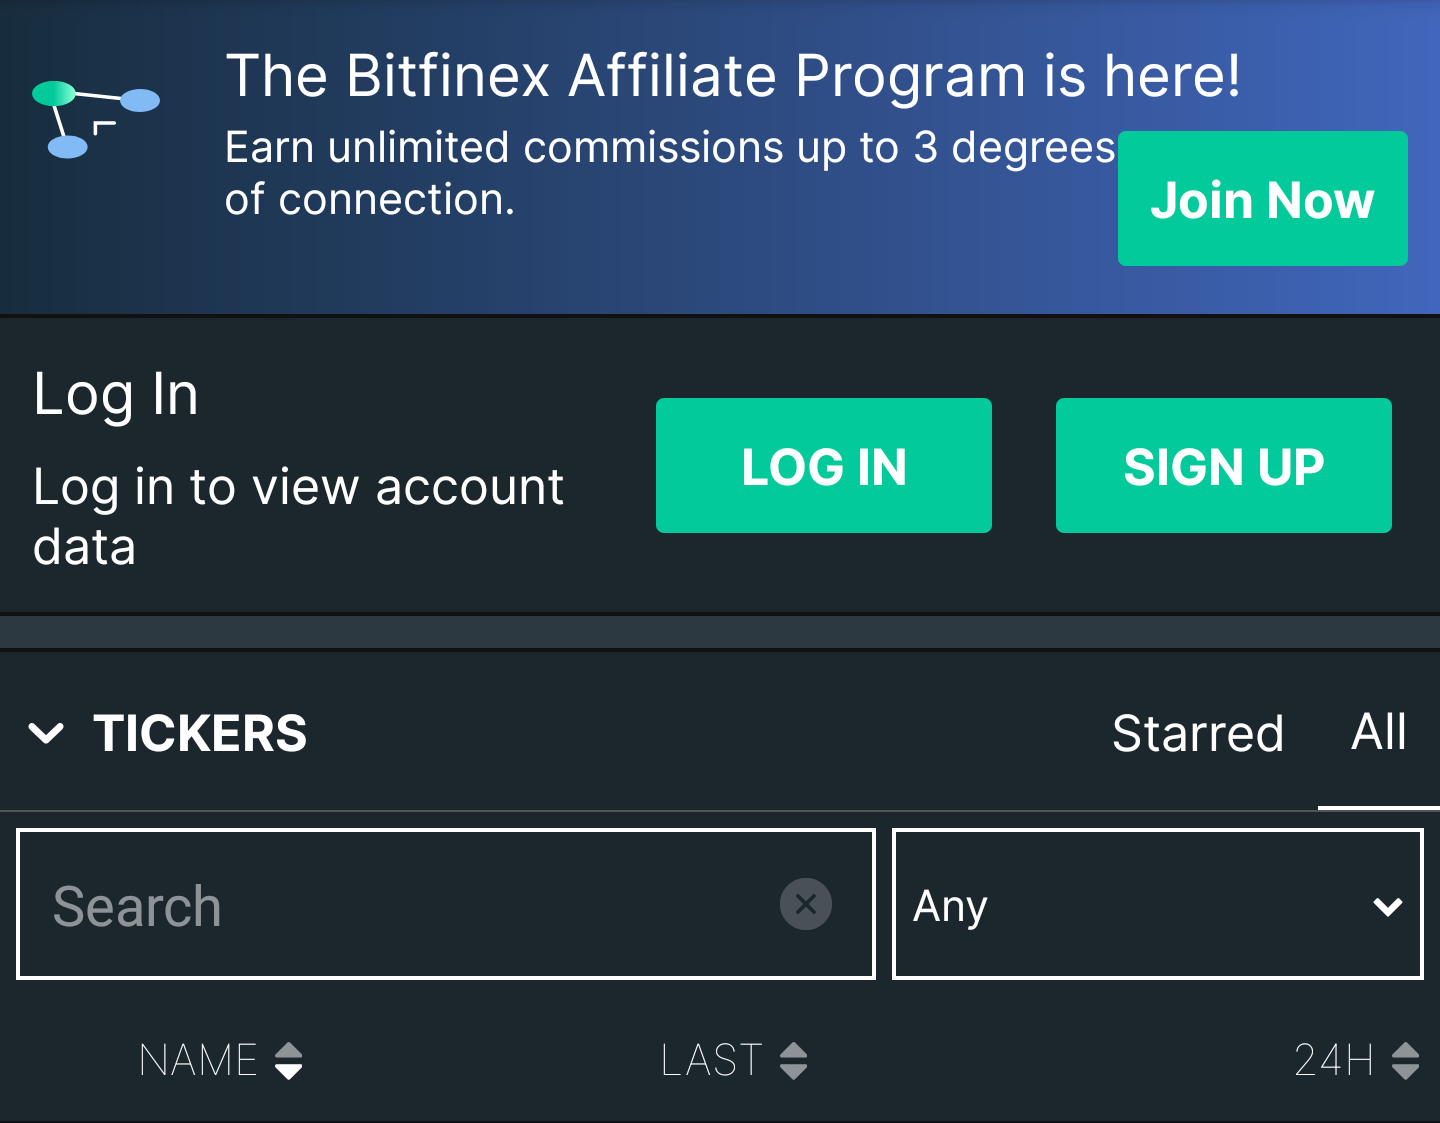 The Bitfinex Affiliate Program is here!
Earn unlimited commissions up to 3 degrees
of connection.
Join Now
Log In
Log in to view account
data
LOG IN
SIGN UP
TICKERS
Starred
All
Search
Any
NAME
LAST
24H